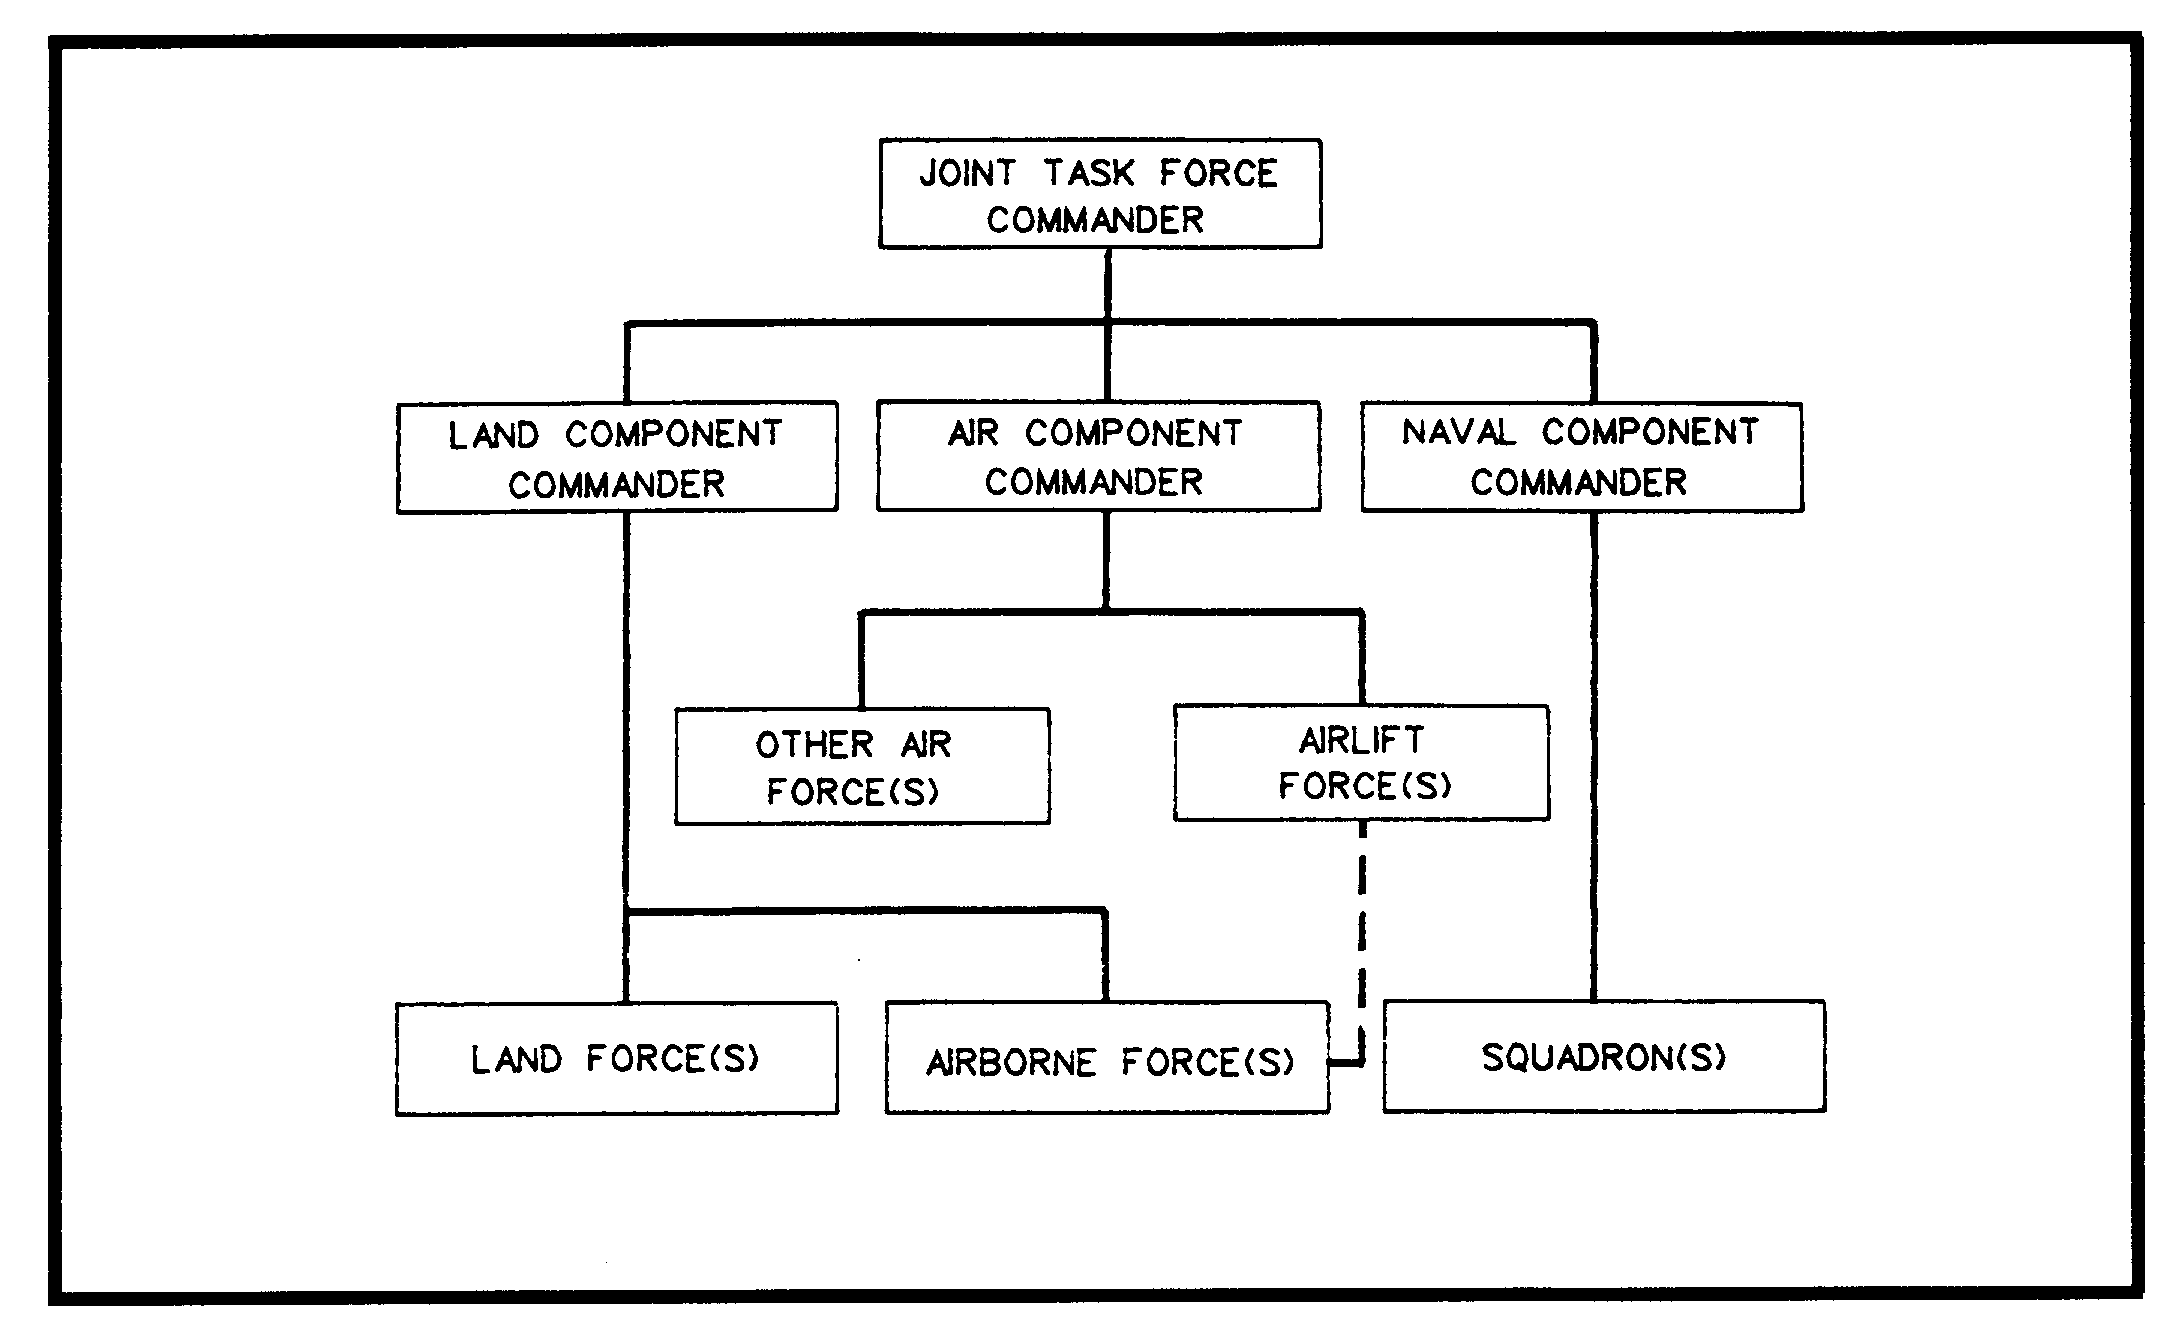 JOINT TASK FORCE
COMMANDER
LAND COMPONENT
COMMANDER
AIR COMPONENT
COMMANDER
NAVAL COMPONENT
COMMANDER
OTHER AIR
FORCE(S)
AIRLIFT
FORCE(S)
LAND FORCE(S)
AIRBORNE FORCE(S)
SQUADRON(S)